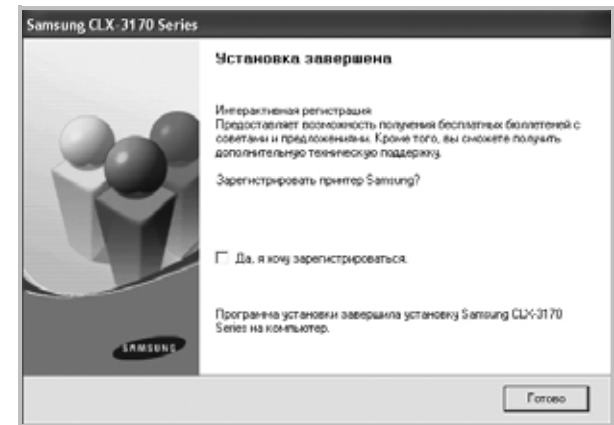 Samsung CLX-3170 Series
Установка завершена
Интерактивная регистрация
Предоставляет возможность получения бесплатных бюллетеней с
советами и предложениями. Кроме того, вы сможете получить
дополнительную техническую поддержку.
Зарегистрировать принтер Samsung?
Да, я хочу зарегистрироваться.
Программа установки завершила установку Samsung CLX-3170
Series на компьютер.
SAMSUNG
Готово